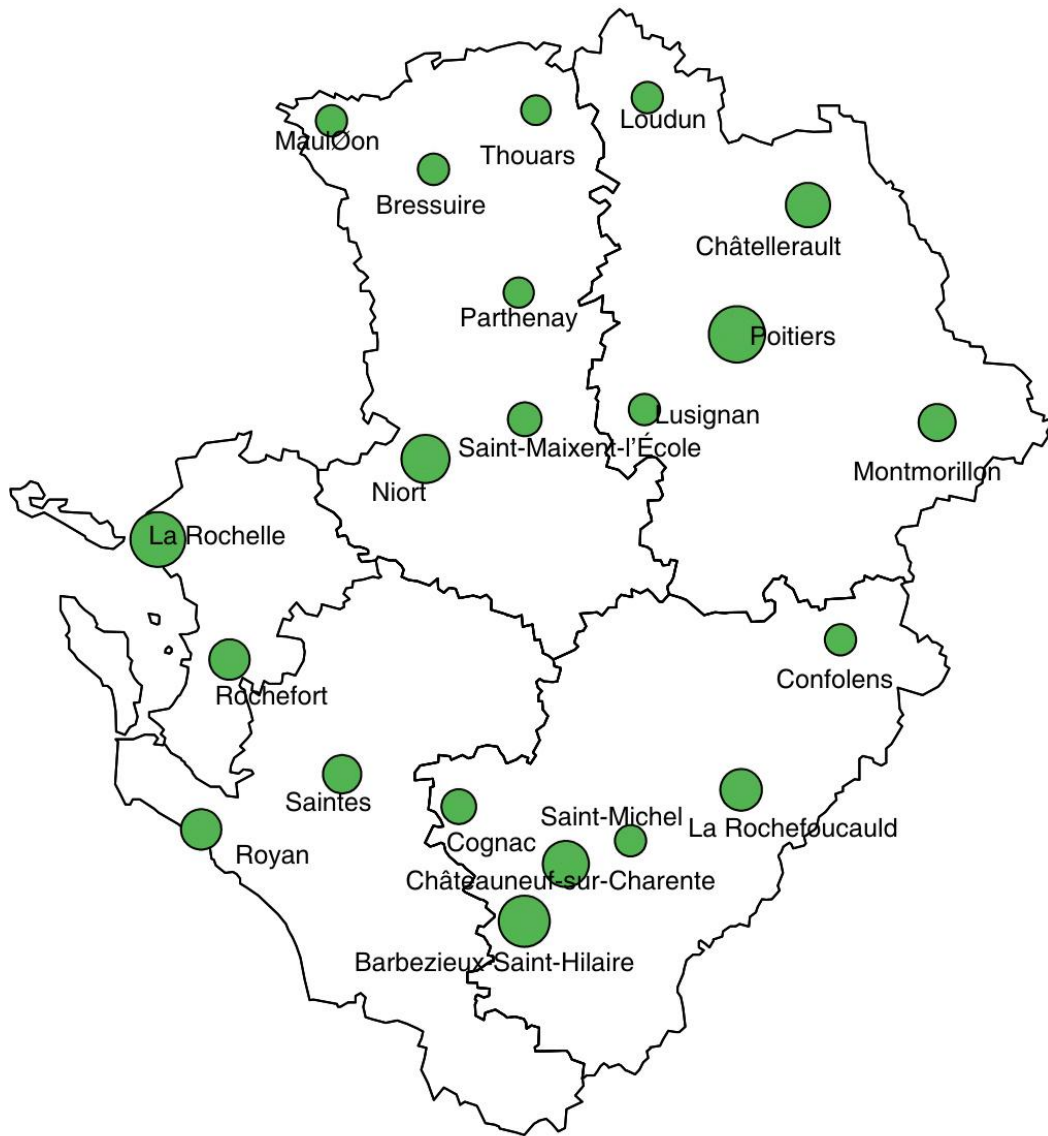 Loudun
MaulØon
Thouars
Bressuire
Châtellerault
Parthenay
Poitiers
Lusignan
Saint-Maixent-l'École
Montmorillon
Niort
La Rochelle
Confolens
Rochefort
Saintes
Saint-Michel
La Rochefoucauld
Cognac
Royan
Châteauneuf-sur-Charente
Barbezieux-Saint-Hilaire